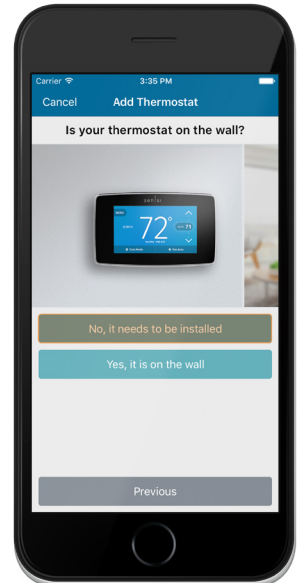 Carrier 3:35 PM
Cancel Add Thermostat
Is your thermostat on the wall?
sensi
72°
No, it needs to be installed
Yes, it is on the wall
Previous